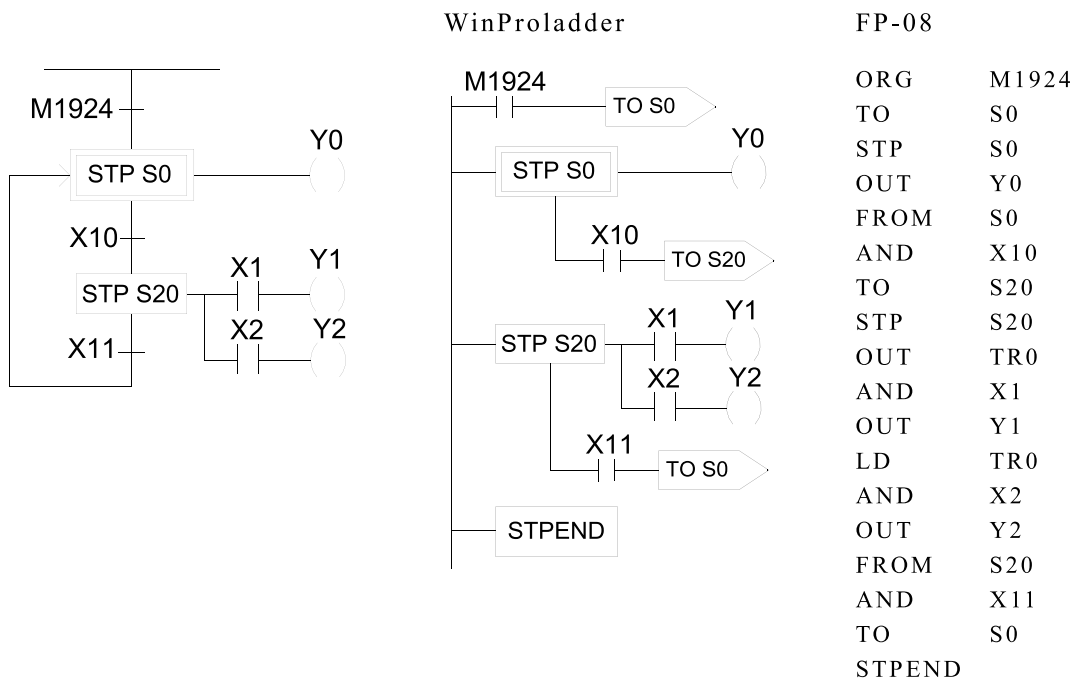 WinProladder
FP-08
M1924
STP S0
Y0
X10
STP S20
X1
Y1
X2
Y2
X11
M1924
TO S0
STP S0
Y0
X10
TO S20
STP S20
X1
Y1
X2
Y2
X11
TO S0
STPEND
ORG M1924
TO S0
STP S0
OUT Y0
FROM S0
AND X10
TO S20
STP S20
OUT TR0
AND X1
OUT Y1
LD TR0
AND X2
OUT Y2
FROM S20
AND X11
TO S0
STPEND